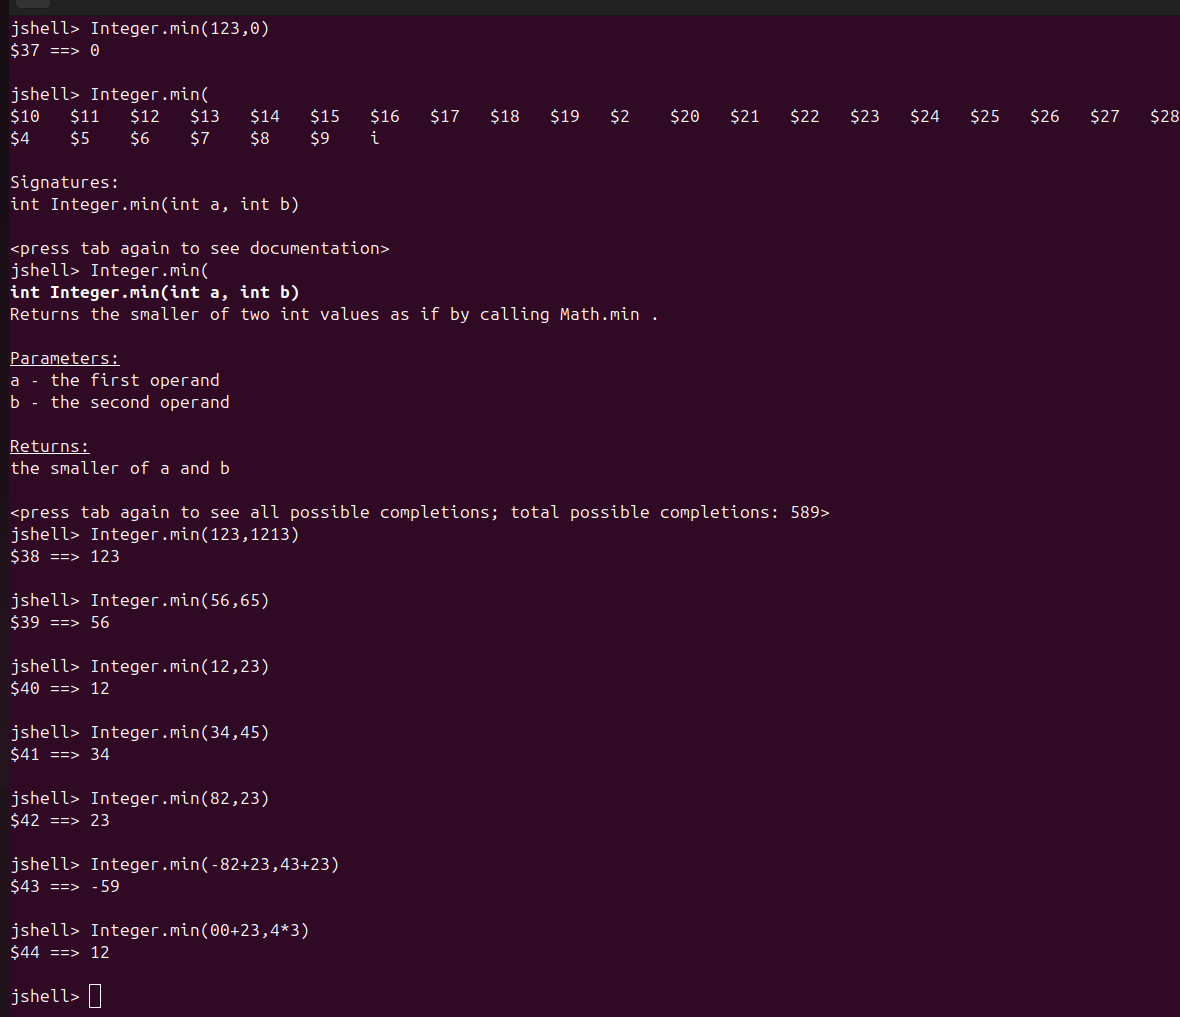 jshell> Integer.min(123,0)
$37 ==> 0
jshell> Integer.min(
$10   $11   $12   $13   $14   $15   $16   $17   $18   $19   $2    $20   $21   $22   $23   $24   $25   $26   $27   $28
$4    $5    $6    $7    $8    $9    i
Signatures:
int Integer.min(int a, int b)
<press tab again to see documentation>
jshell> Integer.min(
int Integer.min(int a, int b)
Returns the smaller of two int values as if by calling Math.min .
Parameters:
a - the first operand
b - the second operand
Returns:
the smaller of a and b
<press tab again to see all possible completions; total possible completions: 589>
jshell> Integer.min(123,1213)
$38 ==> 123
jshell> Integer.min(56,65)
$39 ==> 56
jshell> Integer.min(12,23)
$40 ==> 12
jshell> Integer.min(34,45)
$41 ==> 34
jshell> Integer.min(82,23)
$42 ==> 23
jshell> Integer.min(-82+23,43+23)
$43 ==> -59
jshell> Integer.min(00+23,4*3)
$44 ==> 12
jshell>